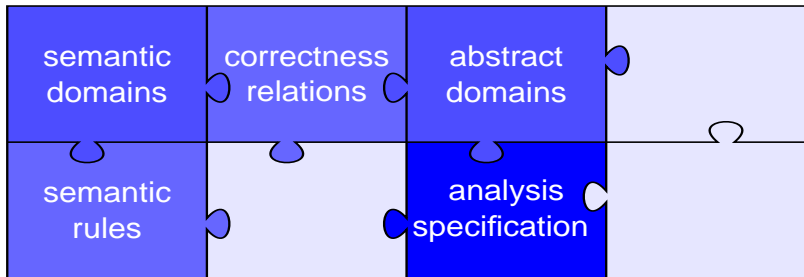 semantic
domains
correctness
relations
abstract
domains
semantic
rules
analysis
specification